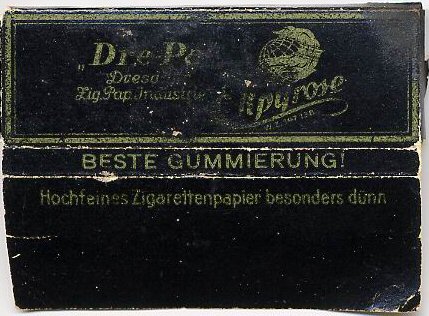 „Dre Pa
Dresd
Zig.Pap.Industrie
BESTE GUMMIERUNG!
Hochfeines Zigarettenpapier besonders dünn